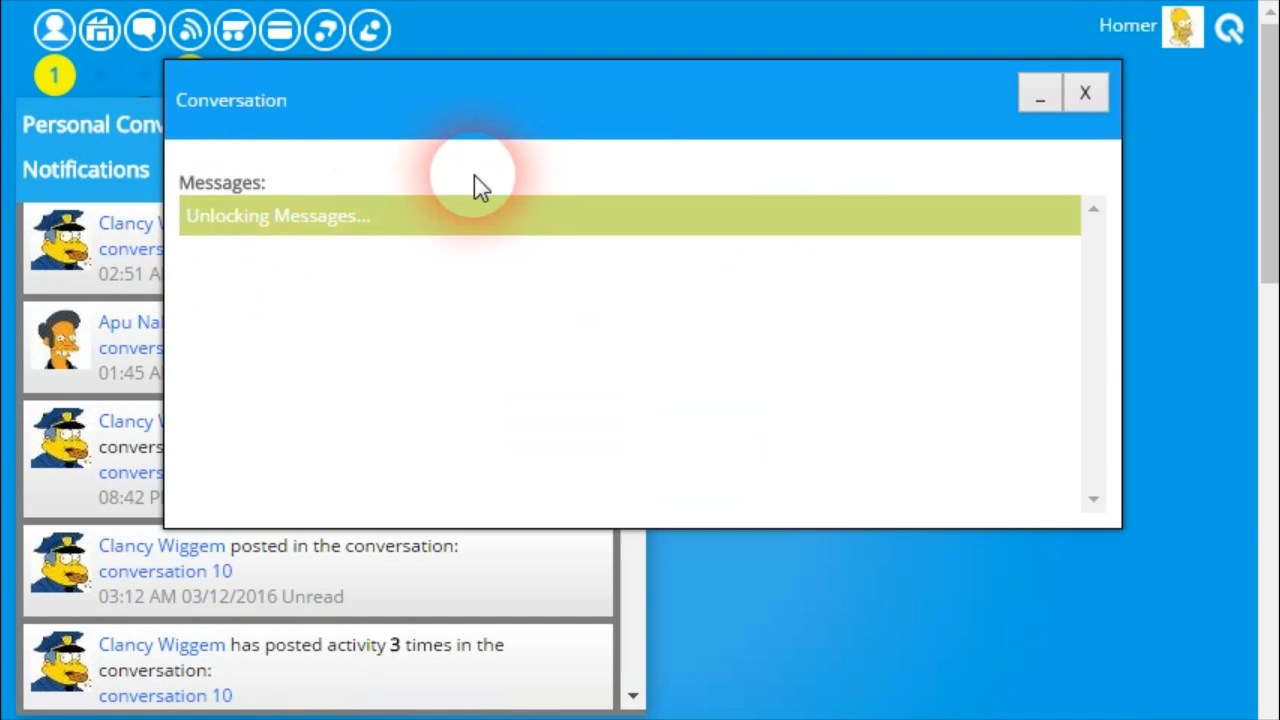 Homer
1
Conversation
_ X
Personal Con
Notifications
Messages:
Unlocking Messages...
Clancy
convers
02:51 A
Apu Na
convers
01:45 A
Clancy
convers
convers
08:42 P
Clancy Wiggem posted in the conversation:
conversation 10
03:12 AM 03/12/2016 Unread
Clancy Wiggem has posted activity 3 times in the
conversation:
conversation 10